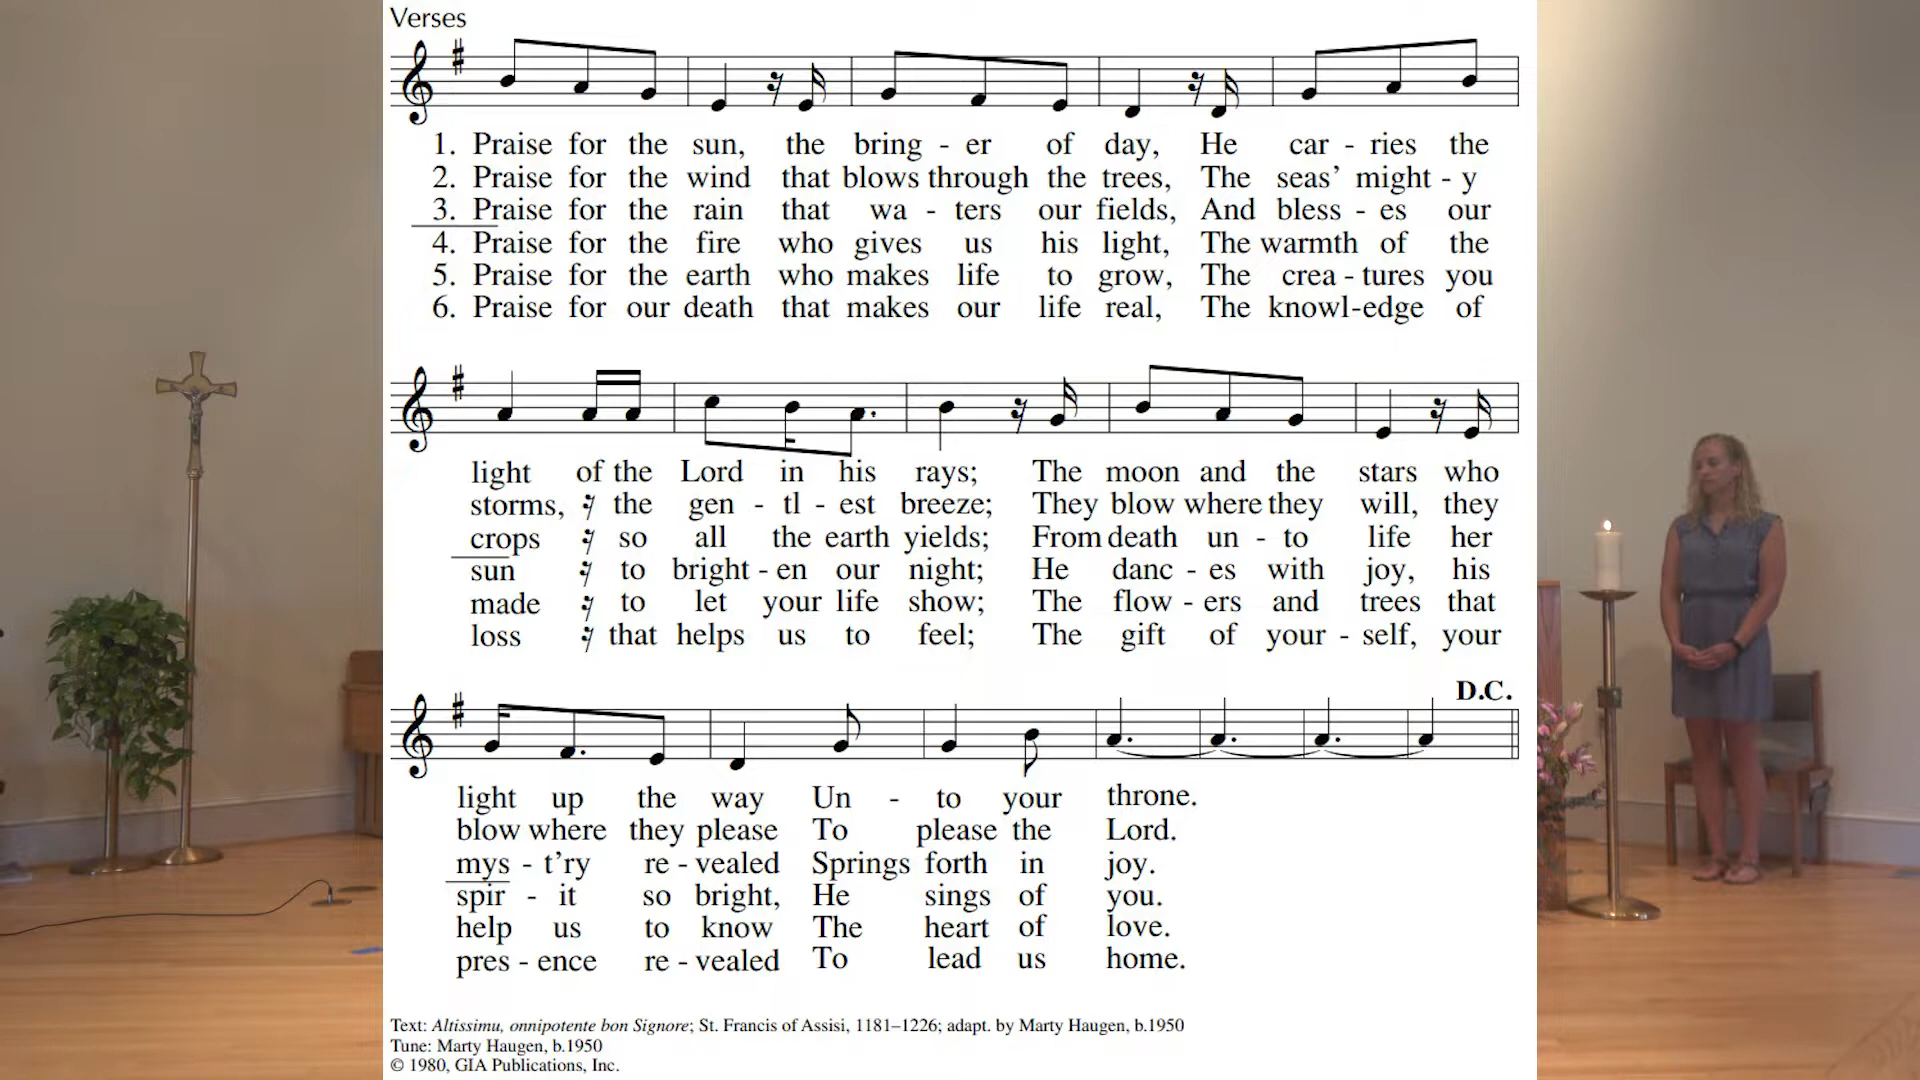 Verses
1. Praise for the sun, the bring - er of day, He car - ries the
2. Praise for the wind that blows through the trees, The seas' might - y
3. Praise for the rain that wa - ters our fields, And bless - es our
4. Praise for the fire who gives us his light, The warmth of the
5. Praise for the earth who makes life to grow, The crea - tures you
6. Praise for our death that makes our life real, The knowl-edge of
light of the Lord in his rays; The moon and the stars who
storms, the gen - tl - est breeze; They blow where they will, they
crops so all the earth yields; From death un - to life her
sun to bright - en our night; He danc - es with joy, his
made to let your life show; The flow - ers and trees that
loss that helps us to feel; The gift of your - self, your
D.C.
light up the way Un - to your throne.
blow where they please To please the Lord.
mys - t'ry re - vealed Springs forth in joy.
spir - it so bright, He sings of you.
help us to know The heart of love.
pres - ence re - vealed To lead us home.
Text: Altissimu, onnipotente bon Signore; St. Francis of Assisi, 1181–1226; adapt. by Marty Haugen, b.1950
Tune: Marty Haugen, b.1950
© 1980, GIA Publications, Inc.